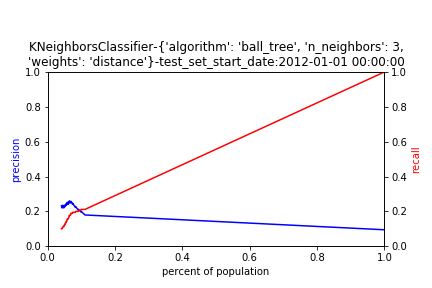 KNeighborsClassifier-{'algorithm': 'ball_tree', 'n_neighbors': 3,
'weights': 'distance'}-test_set_start_date:2012-01-01 00:00:00
1.0
0.8
0.6
0.4
0.2
0.0
precision
0.0 0.2 0.4 0.6 0.8 1.0
percent of population
1.0
0.8
0.6
0.4
0.2
0.0
recall